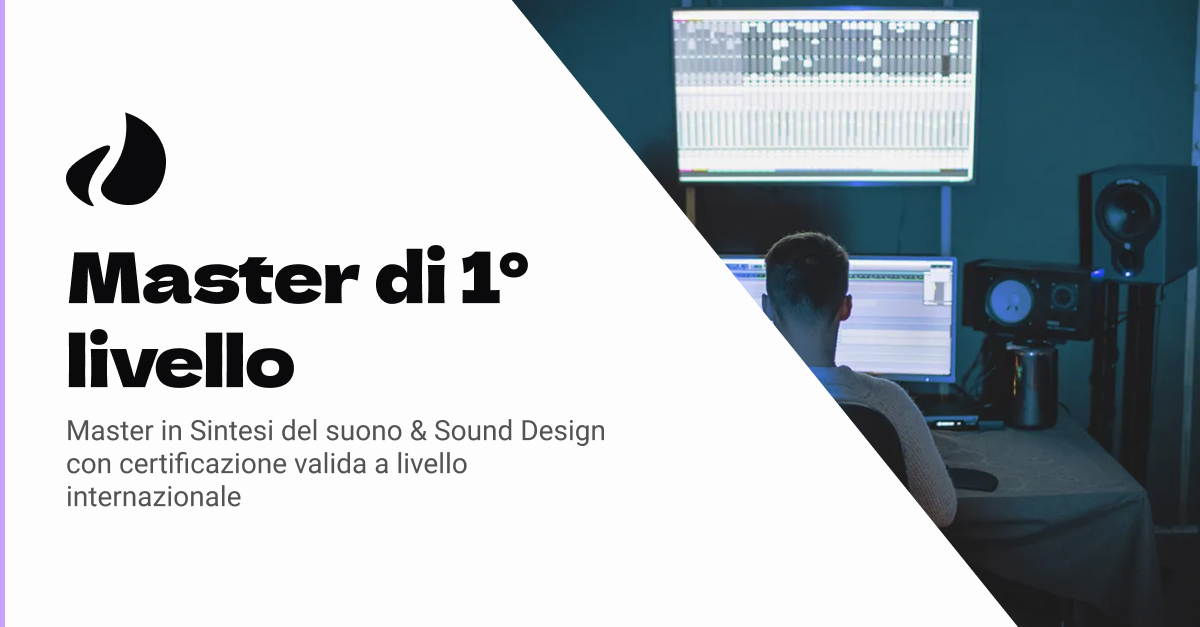 Master di 1°
livello
Master in Sintesi del suono & Sound Design
con certificazione valida a livello
internazionale